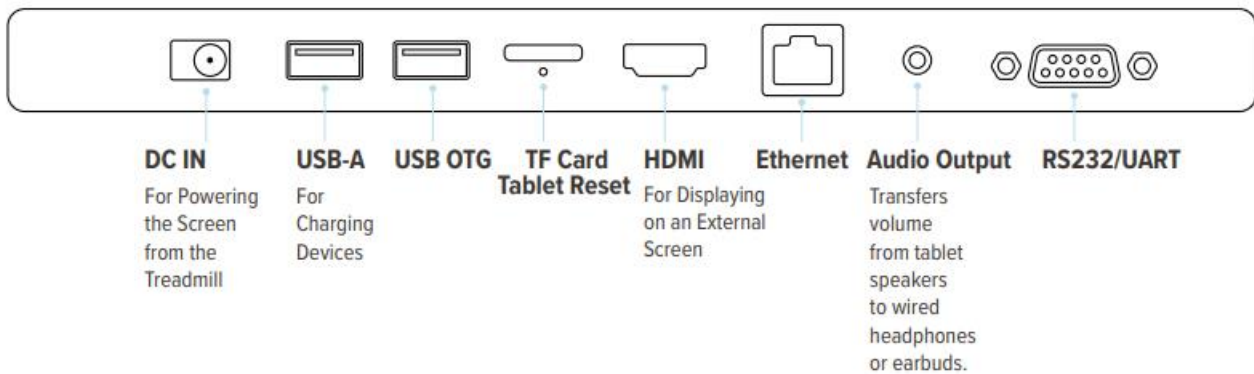 DC IN
For Powering
the Screen
from the
Treadmill
USB-A
For
Charging
Devices
USB OTG
TF Card
Tablet Reset
HDMI
For Displaying
on an External
Screen
Ethernet
Audio Output
Transfers
volume
from tablet
speakers
to wired
headphones
or earbuds.
RS232/UART